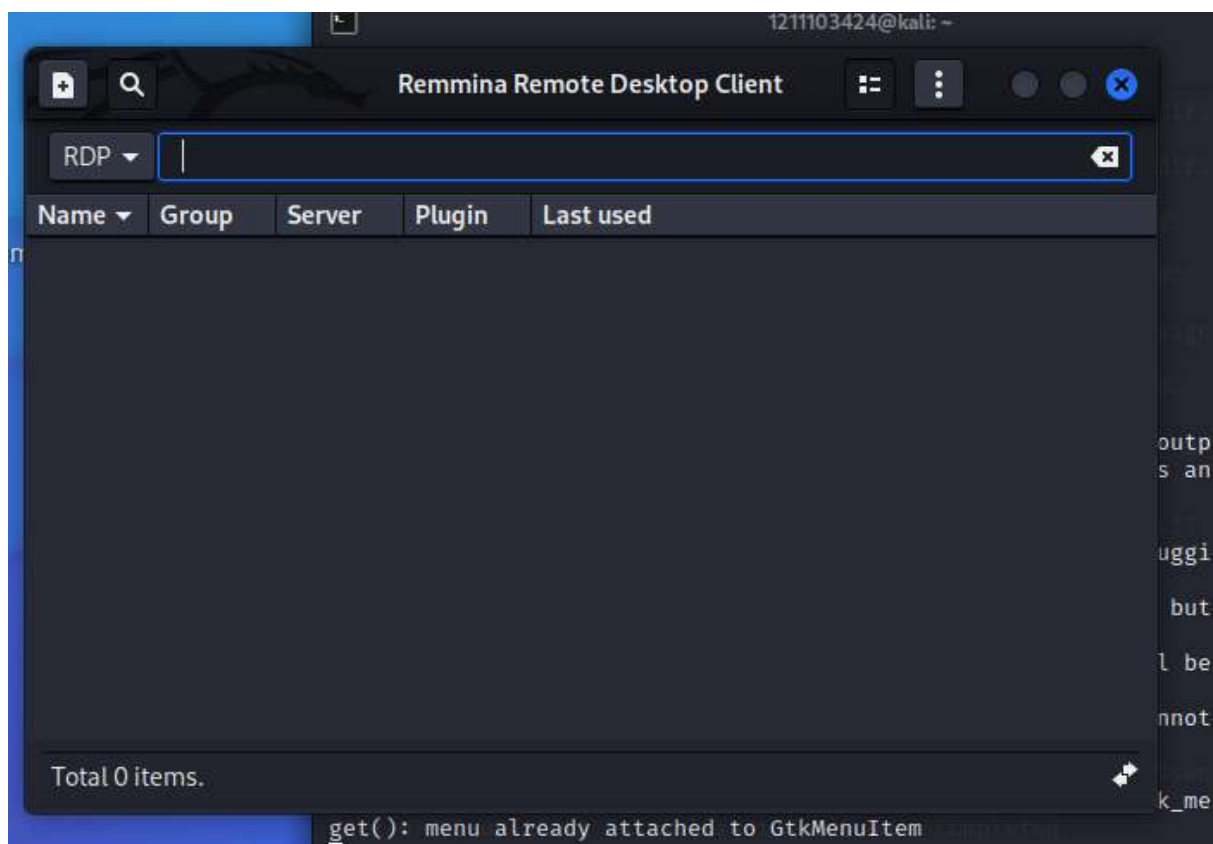 1211103424@kali: ~
Remmina Remote Desktop Client
RDP
Name Group Server Plugin Last used
outp
s an
uggi
but
l be
nnot
Total 0 items.
k_me
get(): menu already attached to GtkMenuItem